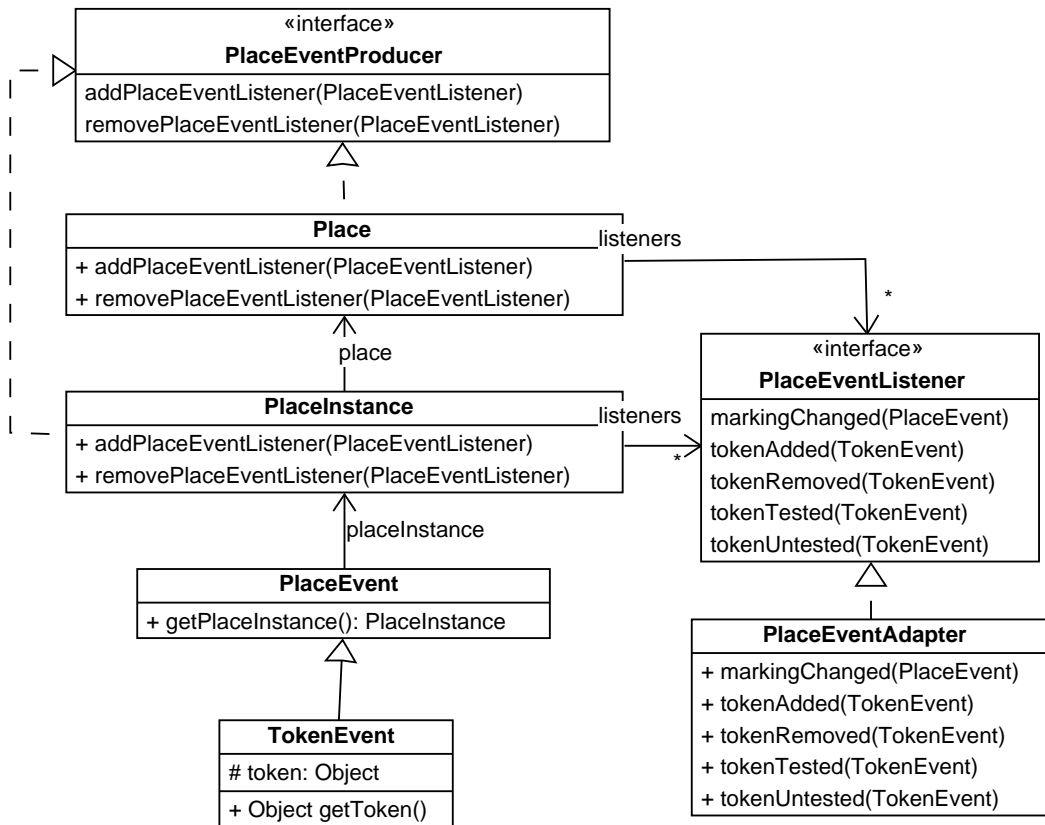 «interface»
PlaceEventProducer
addPlaceEventListener(PlaceEventListener)
removePlaceEventListener(PlaceEventListener)
Place
+ addPlaceEventListener(PlaceEventListener)
+ removePlaceEventListener(PlaceEventListener)
listeners
*
place
PlaceInstance
+ addPlaceEventListener(PlaceEventListener)
+ removePlaceEventListener(PlaceEventListener)
listeners
*
«interface»
PlaceEventListener
markingChanged(PlaceEvent)
tokenAdded(TokenEvent)
tokenRemoved(TokenEvent)
tokenTested(TokenEvent)
tokenUntested(TokenEvent)
placeInstance
PlaceEvent
+ getPlaceInstance(): PlaceInstance
TokenEvent
# token: Object
+ Object getToken()
PlaceEventAdapter
+ markingChanged(PlaceEvent)
+ tokenAdded(TokenEvent)
+ tokenRemoved(TokenEvent)
+ tokenTested(TokenEvent)
+ tokenUntested(TokenEvent)